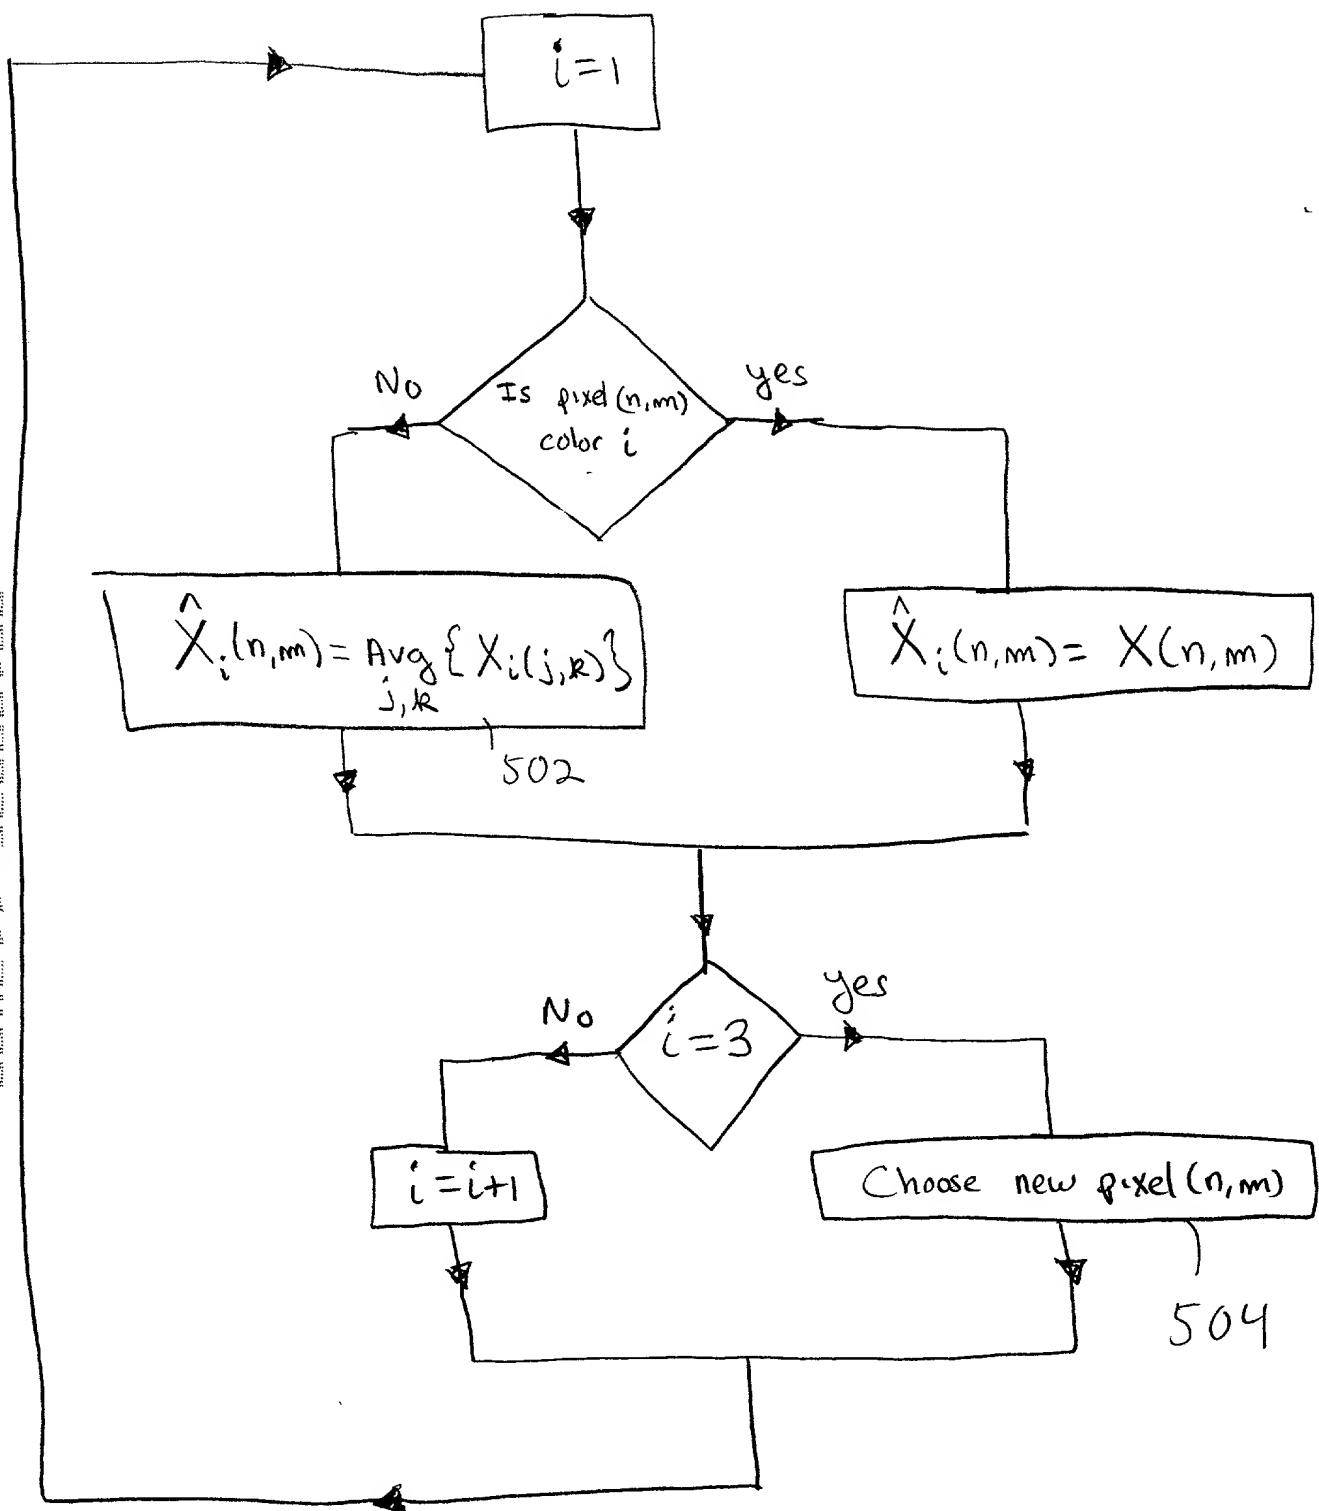 i=1
No
yes
Is pixel(n,m)
color i
X̂i(n,m)= Avg{Xi(j,k)}
j,k
X̂i(n,m)= X(n,m)
502
No
yes
i=3
i=i+1
Choose new pixel(n,m)
504